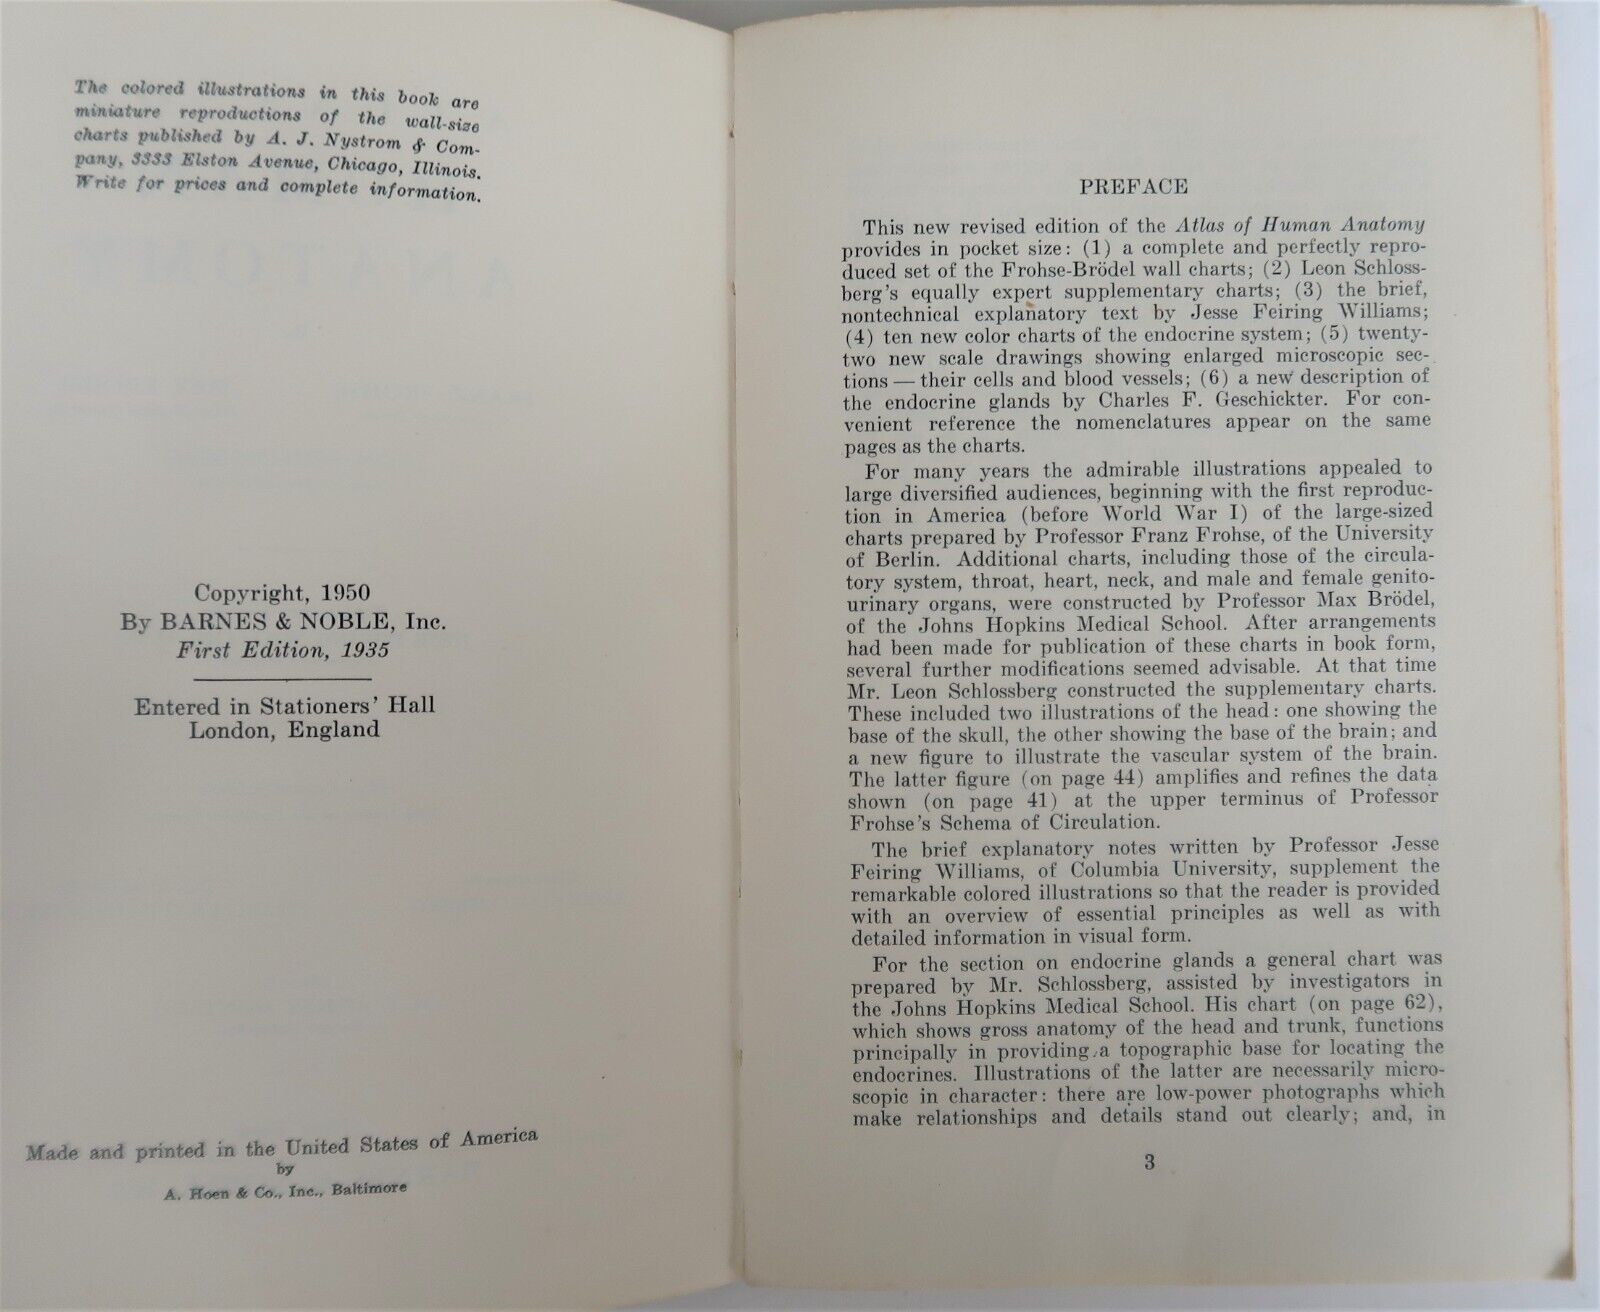 The colored illustrations in this book are
miniature reproductions of the wall-size
charts published by A. J. Nystrom & Com-
pany, 3333 Elston Avenue, Chicago, Illinois.
Write for prices and complete information.
Copyright, 1950
By BARNES & NOBLE, Inc.
First Edition, 1935
Entered in Stationers' Hall
London, England
Made and printed in the United States of America
by
A. Hoen & Co., Inc., Baltimore
PREFACE
This new revised edition of the Atlas of Human Anatomy
provides in pocket size: (1) a complete and perfectly repro-
duced set of the Frohse-Brödel wall charts; (2) Leon Schloss-
berg's equally expert supplementary charts; (3) the brief,
nontechnical explanatory text by Jesse Feiring Williams;
(4) ten new color charts of the endocrine system; (5) twenty-
two new scale drawings showing enlarged microscopic sec-
tions — their cells and blood vessels; (6) a new description of
the endocrine glands by Charles F. Geschickter. For con-
venient reference the nomenclatures appear on the same
pages as the charts.
For many years the admirable illustrations appealed to
large diversified audiences, beginning with the first reproduc-
tion in America (before World War I) of the large-sized
charts prepared by Professor Franz Frohse, of the University
of Berlin. Additional charts, including those of the circula-
tory system, throat, heart, neck, and male and female genito-
urinary organs, were constructed by Professor Max Brödel,
of the Johns Hopkins Medical School. After arrangements
had been made for publication of these charts in book form,
several further modifications seemed advisable. At that time
Mr. Leon Schlossberg constructed the supplementary charts.
These included two illustrations of the head: one showing the
base of the skull, the other showing the base of the brain; and
a new figure to illustrate the vascular system of the brain.
The latter figure (on page 44) amplifies and refines the data
shown (on page 41) at the upper terminus of Professor
Frohse's Schema of Circulation.
The brief explanatory notes written by Professor Jesse
Feiring Williams, of Columbia University, supplement the
remarkable colored illustrations so that the reader is provided
with an overview of essential principles as well as with
detailed information in visual form.
For the section on endocrine glands a general chart was
prepared by Mr. Schlossberg, assisted by investigators in
the Johns Hopkins Medical School. His chart (on page 62),
which shows gross anatomy of the head and trunk, functions
principally in providing a topographic base for locating the
endocrines. Illustrations of the latter are necessarily micro-
scopic in character: there are low-power photographs which
make relationships and details stand out clearly; and, in
3